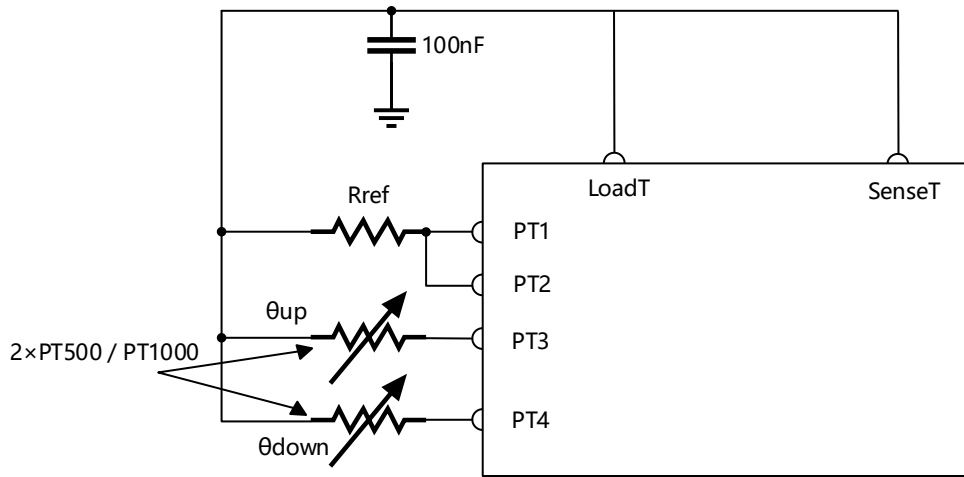 100nF
LoadT
SenseT
Rref
PT1
PT2
θup
PT3
2×PT500 / PT1000
PT4
θdown